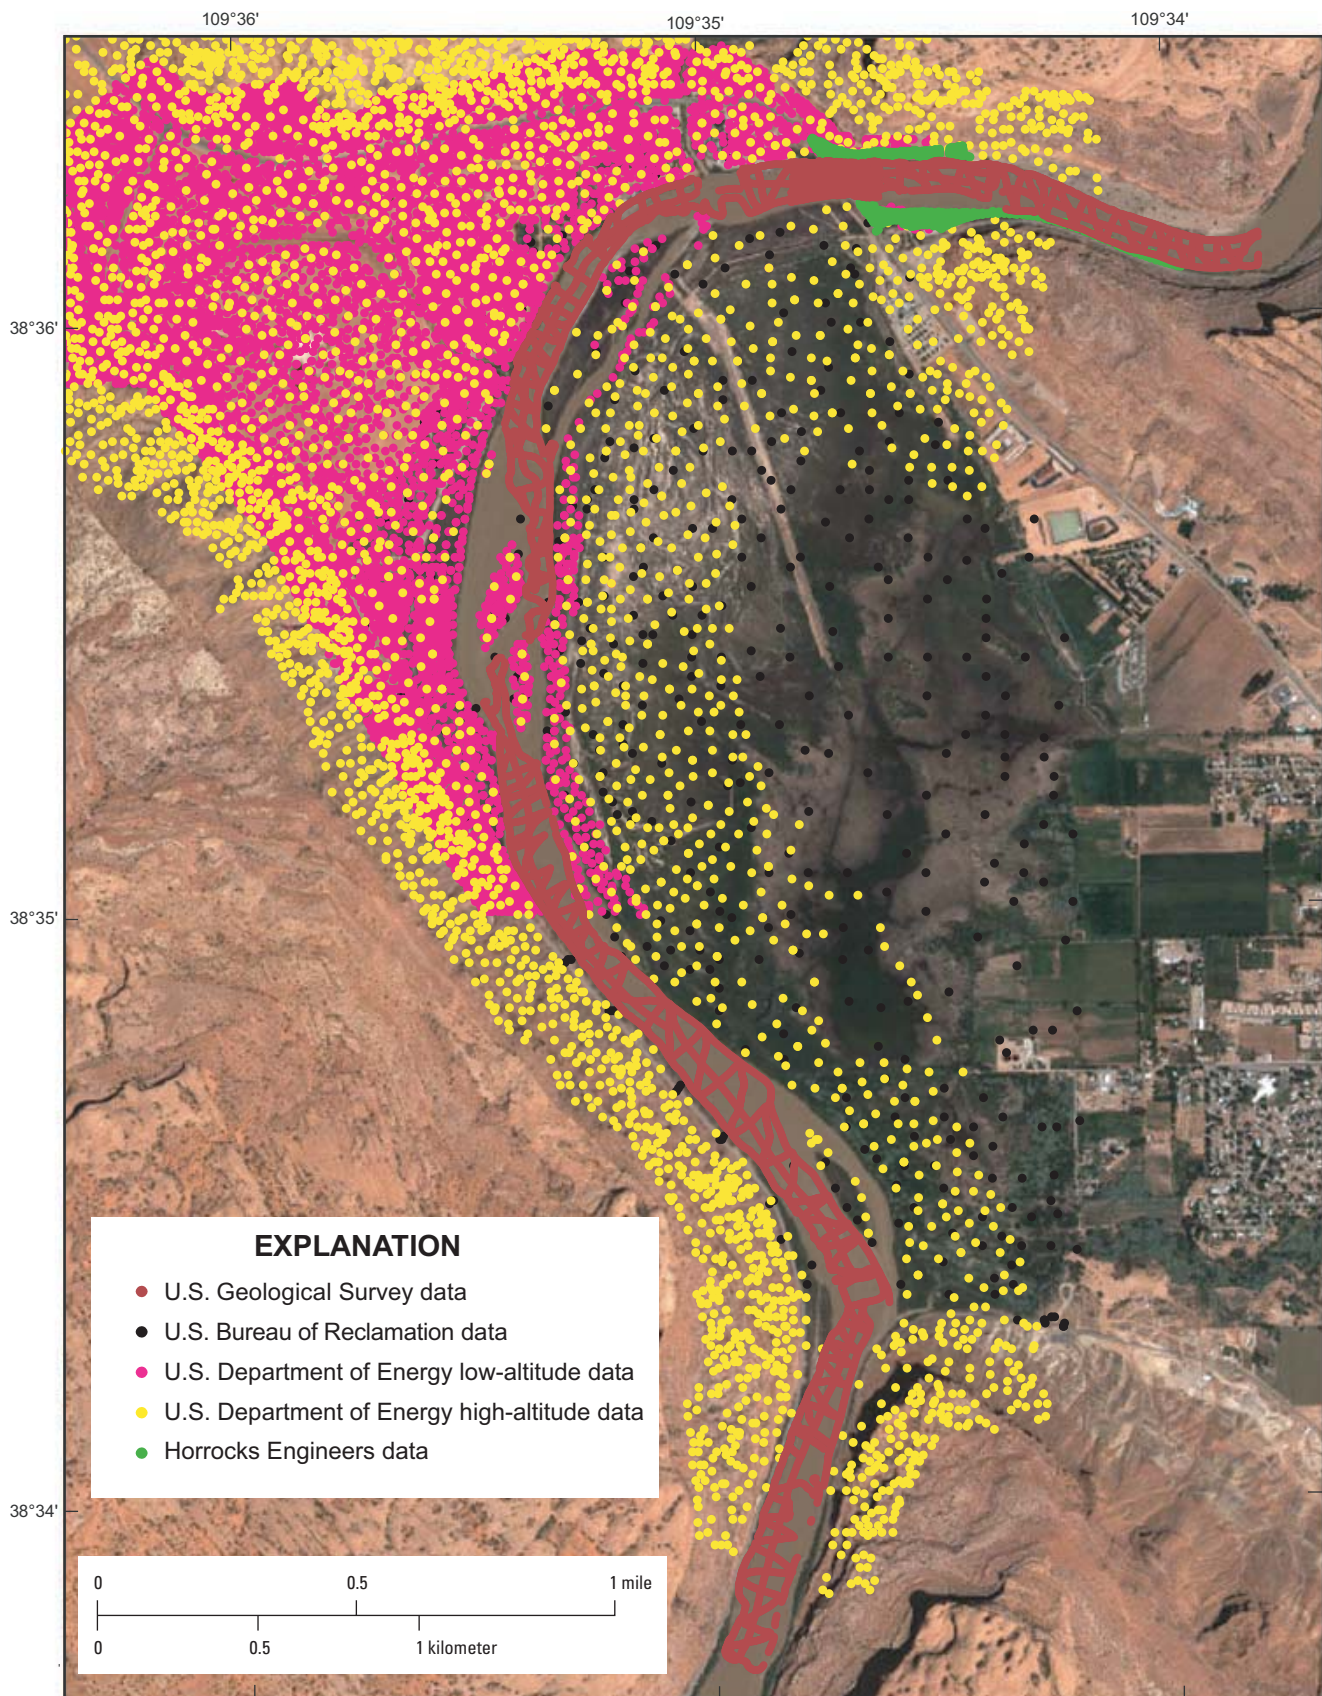 109°36'
109°35'
109°34'
38°36'
38°35'
38°34'
EXPLANATION
U.S. Geological Survey data
U.S. Bureau of Reclamation data
U.S. Department of Energy low-altitude data
U.S. Department of Energy high-altitude data
Horrocks Engineers data
0 0.5 1 mile
0 0.5 1 kilometer